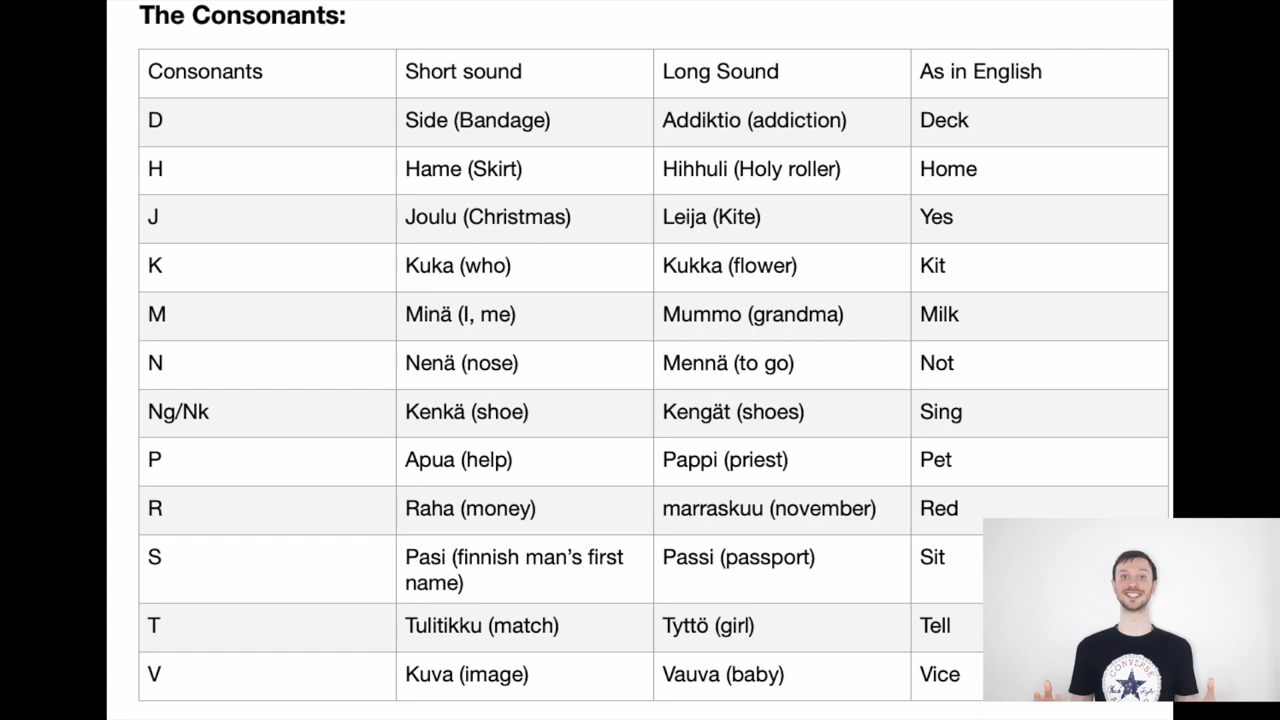 The Consonants:
Consonants Short sound Long Sound As in English
D Side (Bandage) Addiktio (addiction) Deck
H Hame (Skirt) Hihhuli (Holy roller) Home
J Joulu (Christmas) Leija (Kite) Yes
K Kuka (who) Kukka (flower) Kit
M Minä (I, me) Mummo (grandma) Milk
N Nenä (nose) Mennä (to go) Not
Ng/Nk Kenkä (shoe) Kengät (shoes) Sing
P Apua (help) Pappi (priest) Pet
R Raha (money) marraskuu (november) Red
S Pasi (finnish man’s first Passi (passport) Sit
name)
T Tulitikku (match) Tyttö (girl) Tell
V Kuva (image) Vauva (baby) Vice
CONVERSE